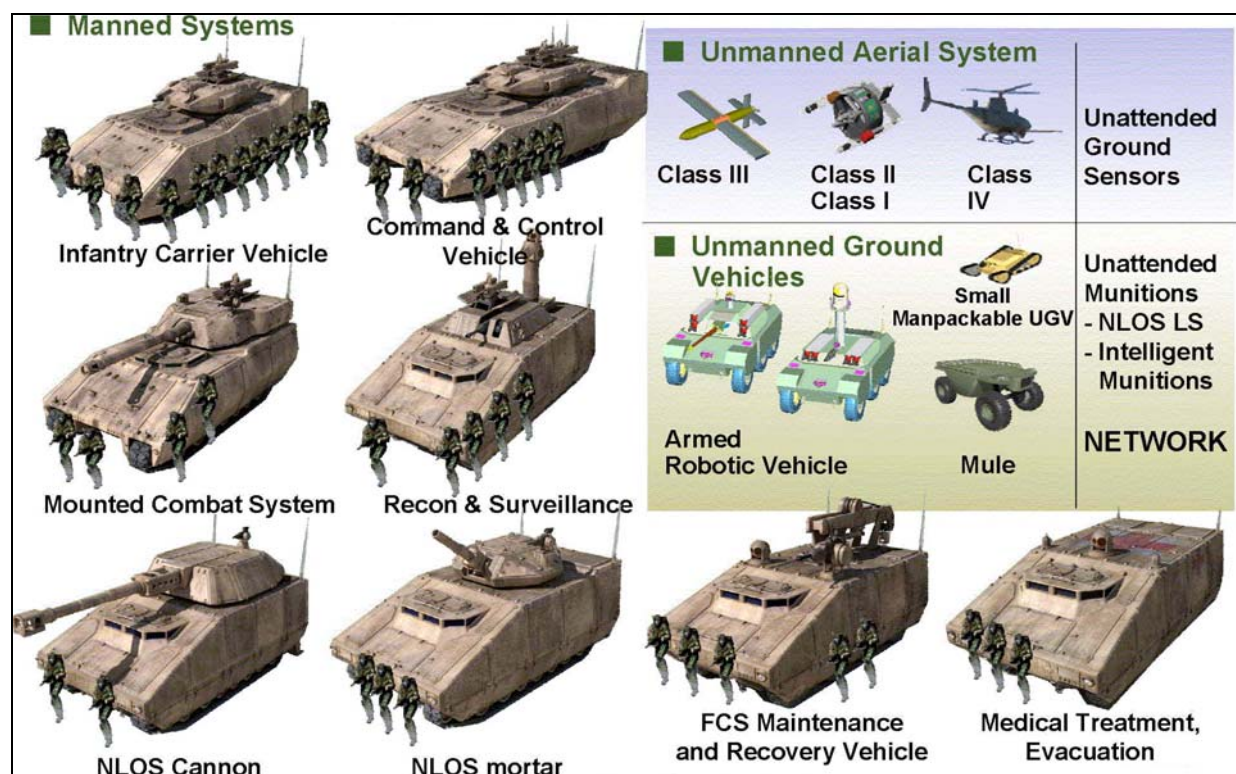 ■ Manned Systems
Infantry Carrier Vehicle
Command & Control
Vehicle
Mounted Combat System
Recon & Surveillance
NLOS Cannon
NLOS mortar
FCS Maintenance
and Recovery Vehicle
Medical Treatment,
Evacuation
■ Unmanned Aerial System
Class III
Class II
Class I
Class
IV
Unattended
Ground
Sensors
■ Unmanned Ground
Vehicles
Small
Manpackable UGV
Armed
Robotic Vehicle
Mule
Unattended
Munitions
- NLOS LS
- Intelligent
Munitions
NETWORK